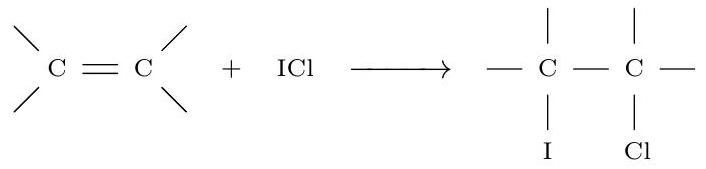 C = C + ICl ⟶ — C — C —
I Cl